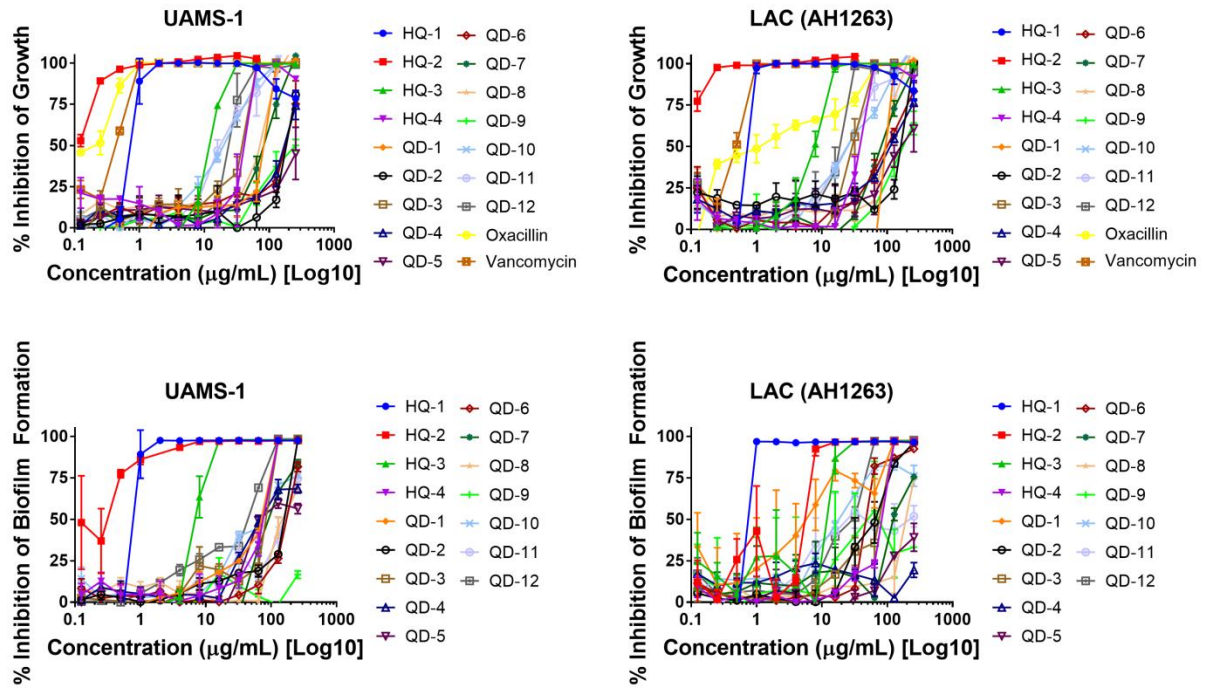 UAMS-1
% Inhibition of Growth
100
75
50
25
0
0.1 1 10 100 1000
Concentration (µg/mL) [Log10]
HQ-1 QD-6
HQ-2 QD-7
HQ-3 QD-8
HQ-4 QD-9
QD-1 QD-10
QD-2 QD-11
QD-3 QD-12
QD-4 Oxacillin
QD-5 Vancomycin
LAC (AH1263)
% Inhibition of Growth
100
75
50
25
0
0.1 1 10 100 1000
Concentration (µg/mL) [Log10]
HQ-1 QD-6
HQ-2 QD-7
HQ-3 QD-8
HQ-4 QD-9
QD-1 QD-10
QD-2 QD-11
QD-3 QD-12
QD-4 Oxacillin
QD-5 Vancomycin
UAMS-1
% Inhibition of Biofilm Formation
100
75
50
25
0
0.1 1 10 100 1000
Concentration (µg/mL) [Log10]
HQ-1 QD-6
HQ-2 QD-7
HQ-3 QD-8
HQ-4 QD-9
QD-1 QD-10
QD-2 QD-11
QD-3 QD-12
QD-4
QD-5
LAC (AH1263)
% Inhibition of Biofilm Formation
100
75
50
25
0
0.1 1 10 100 1000
Concentration (µg/mL) [Log10]
HQ-1 QD-6
HQ-2 QD-7
HQ-3 QD-8
HQ-4 QD-9
QD-1 QD-10
QD-2 QD-11
QD-3 QD-12
QD-4
QD-5